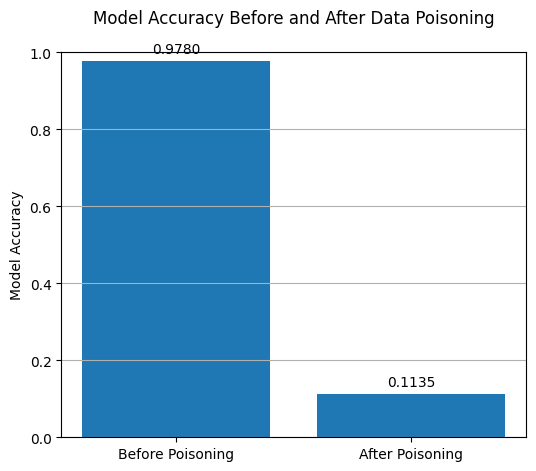 Model Accuracy Before and After Data Poisoning
1.0
0.9780
0.8
0.6
0.4
0.2
0.1135
0.0
Model Accuracy
Before Poisoning
After Poisoning